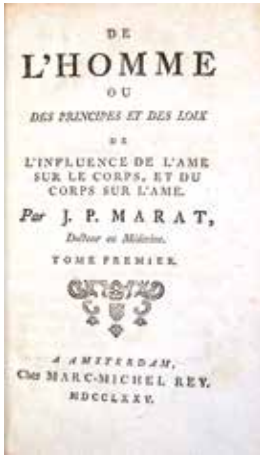 DE
L'HOMME
OU
DES PRINCIPES ET DES LOIX
DE
L'INFLUENCE DE L'AME
SUR LE CORPS, ET DU
CORPS SUR L'AME.
Par J. P. MARAT,
Docteur en Médecine.
TOME PREMIER.
A AMSTERDAM,
Chez MARC-MICHEL REY.
MDCCLXXV.